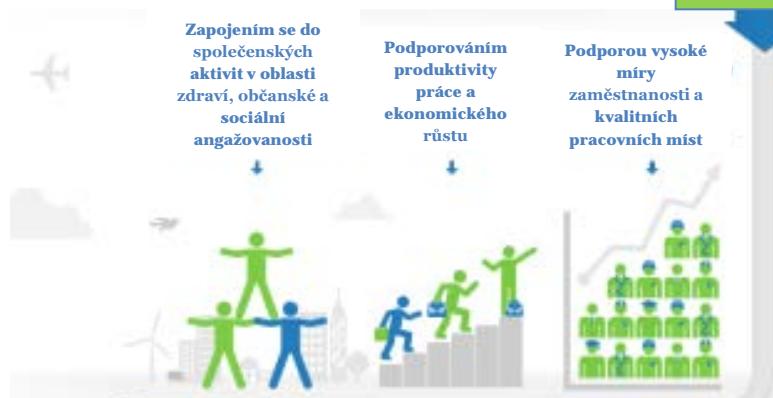 Zapojením se do
společenských
aktivit v oblasti
zdraví, občanské a
sociální
angažovanosti
Podporováním
produktivity
práce a
ekonomického
růstu
Podporou vysoké
míry
zaměstnanosti a
kvalitních
pracovních míst